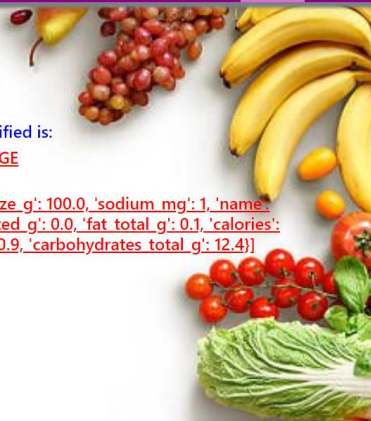 ified is:
GE
ze_g': 100.0, 'sodium_mg': 1, 'name':
ted_g': 0.0, 'fat_total_g': 0.1, 'calories':
0.9, 'carbohydrates_total_g': 12.4}]